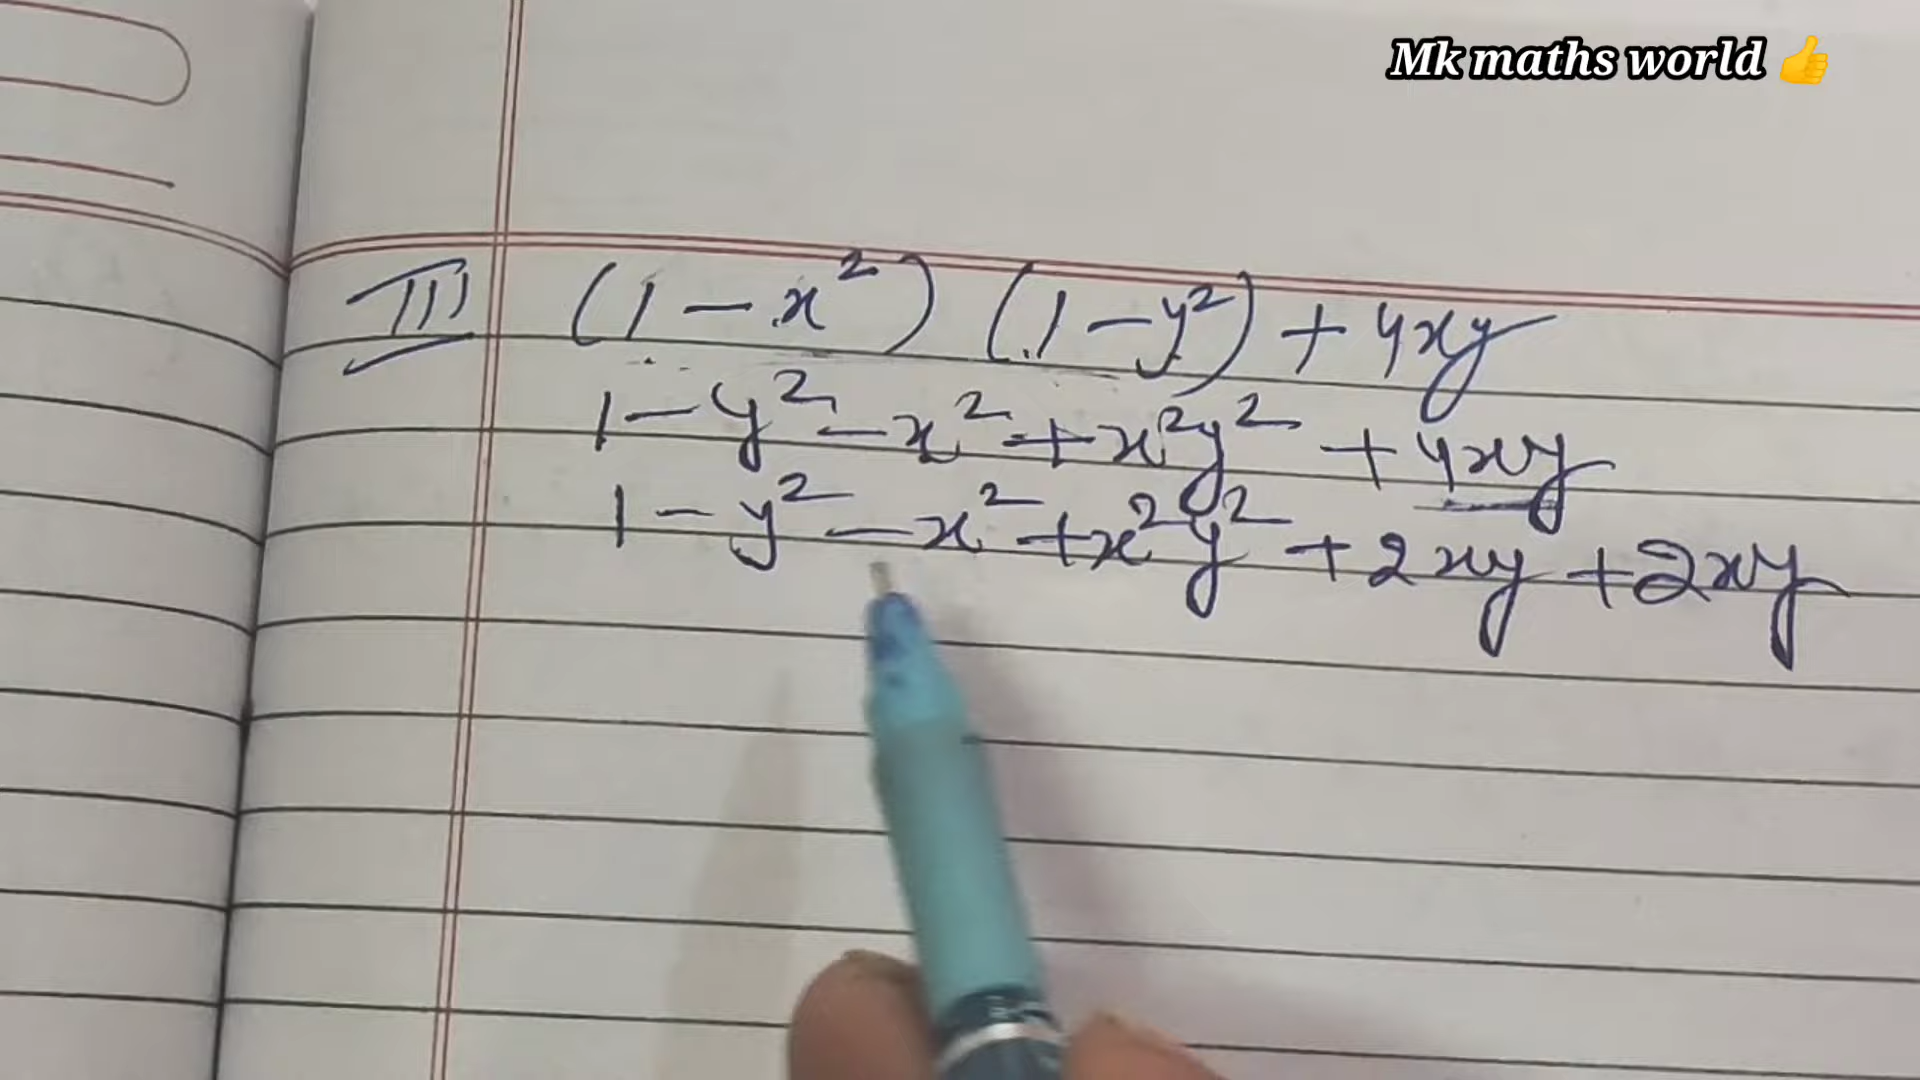 Mk maths world 👍
III (1 - x²) (1 - y²) + 4xy
1 - y² - x² + x²y² + 4xy
1 - y² - x² + x²y² + 2xy + 2xy